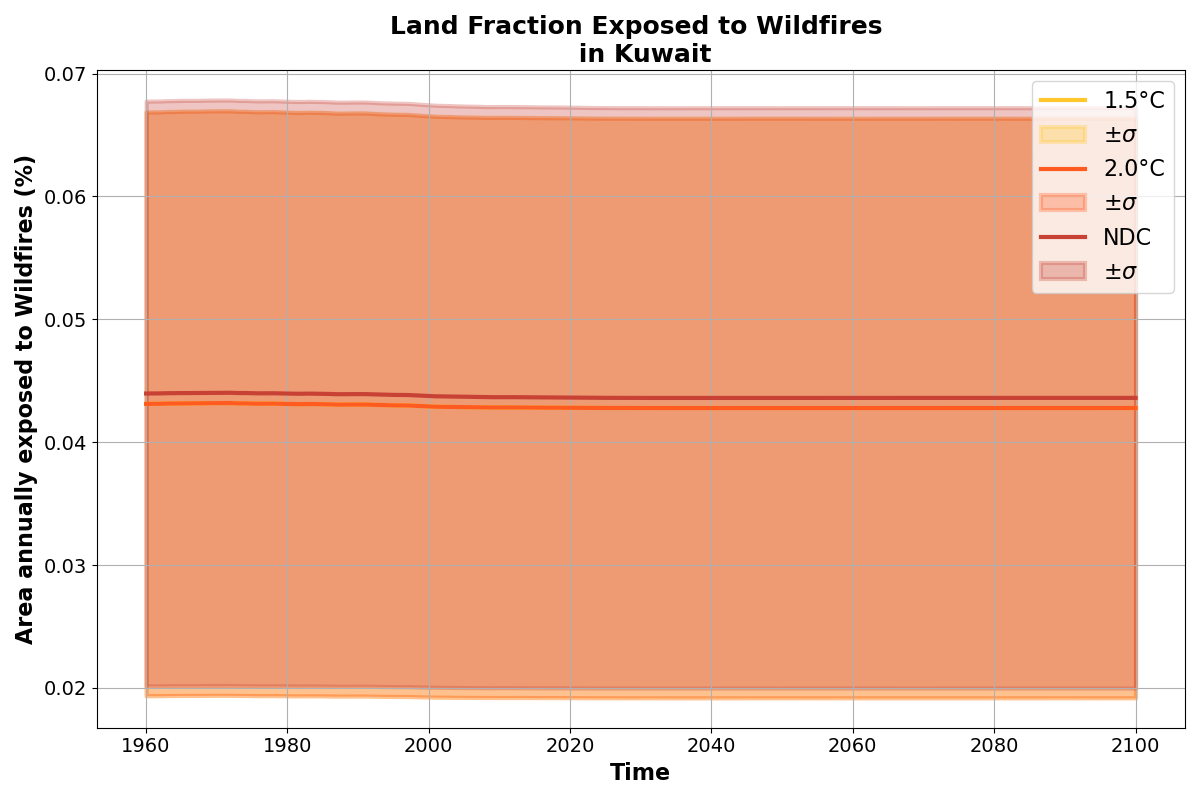 Land Fraction Exposed to Wildfires
in Kuwait
Area annually exposed to Wildfires (%)
0.07
0.06
0.05
0.04
0.03
0.02
1.5°C
±σ
2.0°C
±σ
NDC
±σ
1960 1980 2000 2020 2040 2060 2080 2100
Time